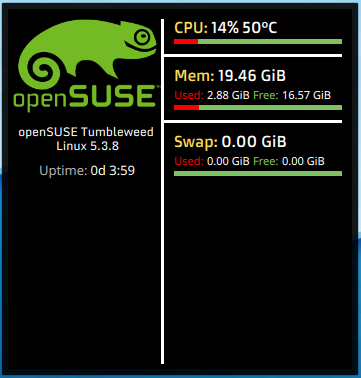 openSUSE
openSUSE Tumbleweed
Linux 5.3.8
Uptime: 0d 3:59
CPU: 14% 50°C
Mem: 19.46 GiB
Used: 2.88 GiB Free: 16.57 GiB
Swap: 0.00 GiB
Used: 0.00 GiB Free: 0.00 GiB